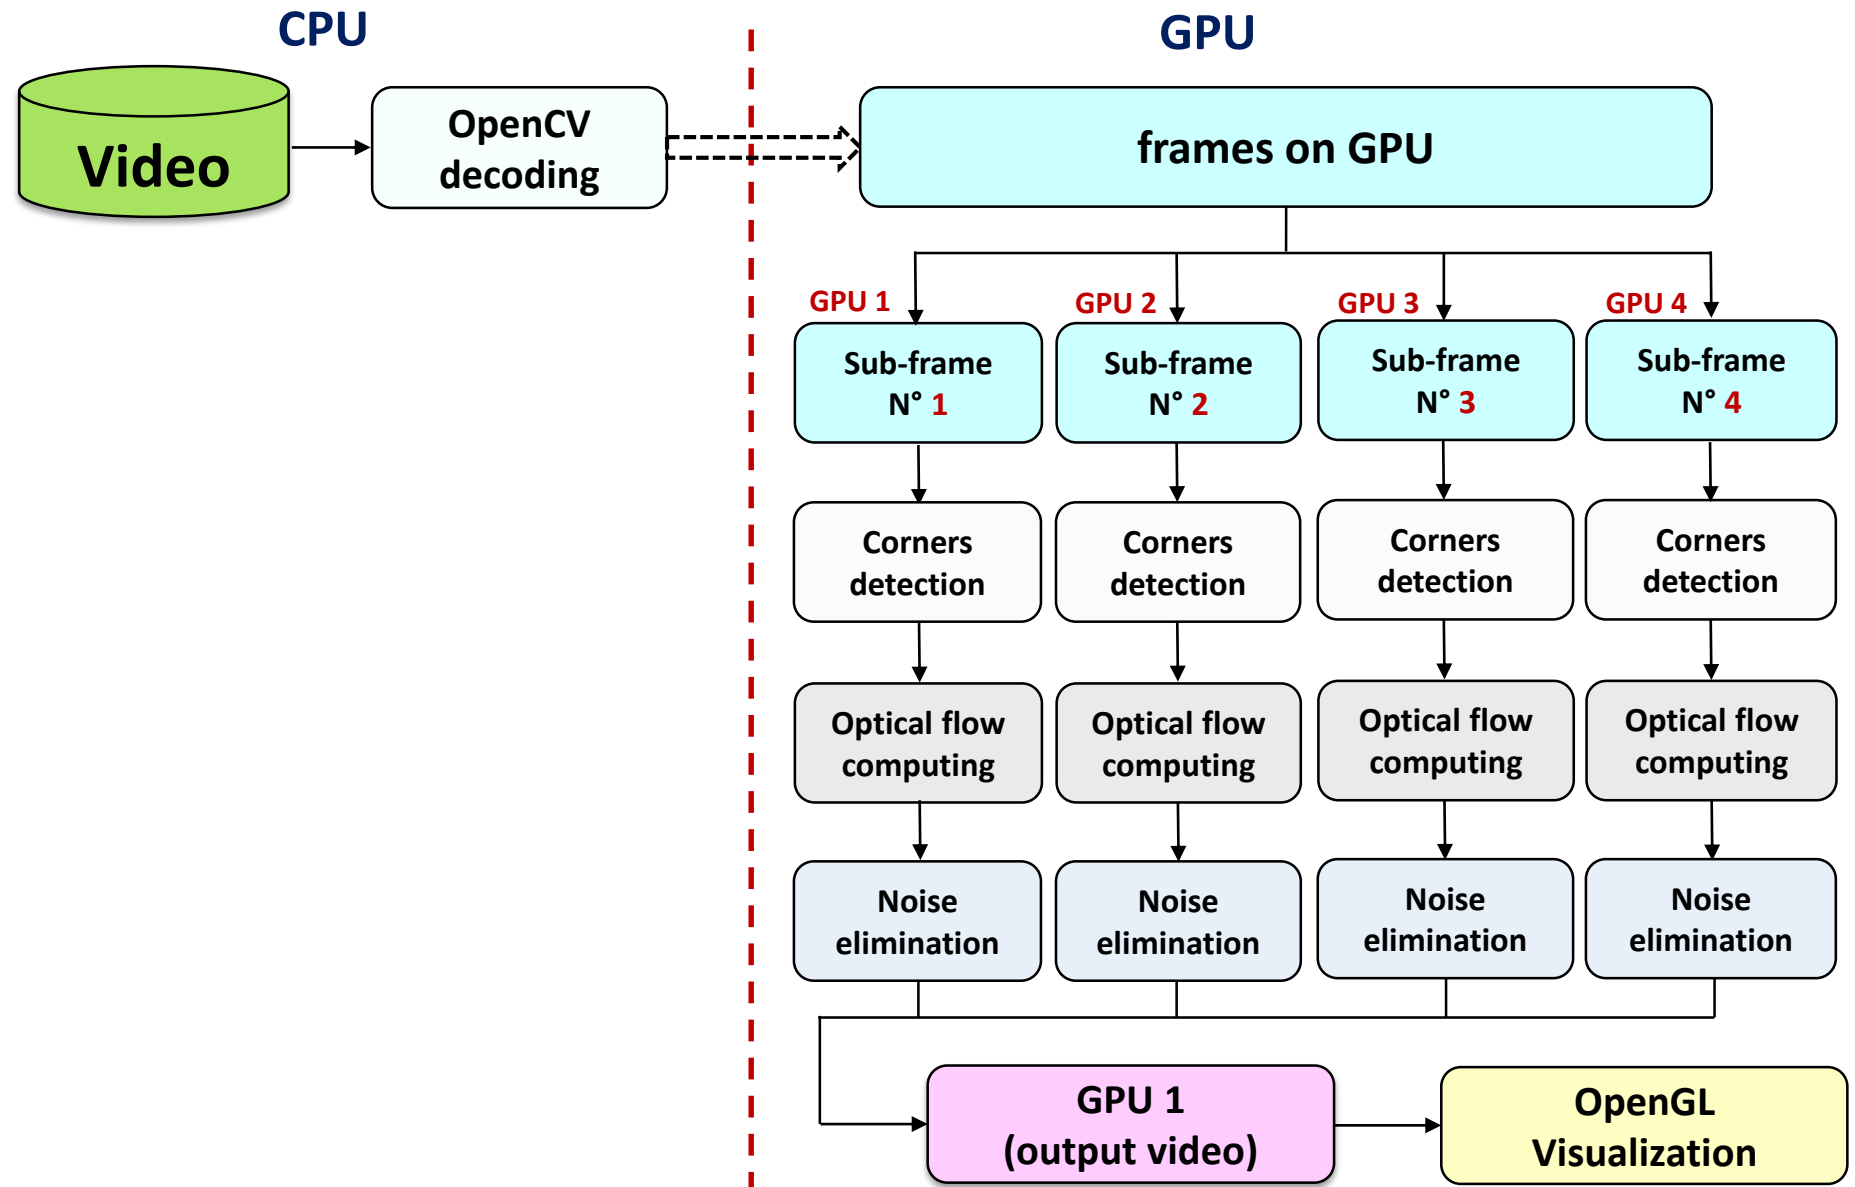 CPU
GPU
Video
OpenCV
decoding
frames on GPU
GPU 1
GPU 2
GPU 3
GPU 4
Sub-frame
N° 1
Sub-frame
N° 2
Sub-frame
N° 3
Sub-frame
N° 4
Corners
detection
Corners
detection
Corners
detection
Corners
detection
Optical flow
computing
Optical flow
computing
Optical flow
computing
Optical flow
computing
Noise
elimination
Noise
elimination
Noise
elimination
Noise
elimination
GPU 1
(output video)
OpenGL
Visualization